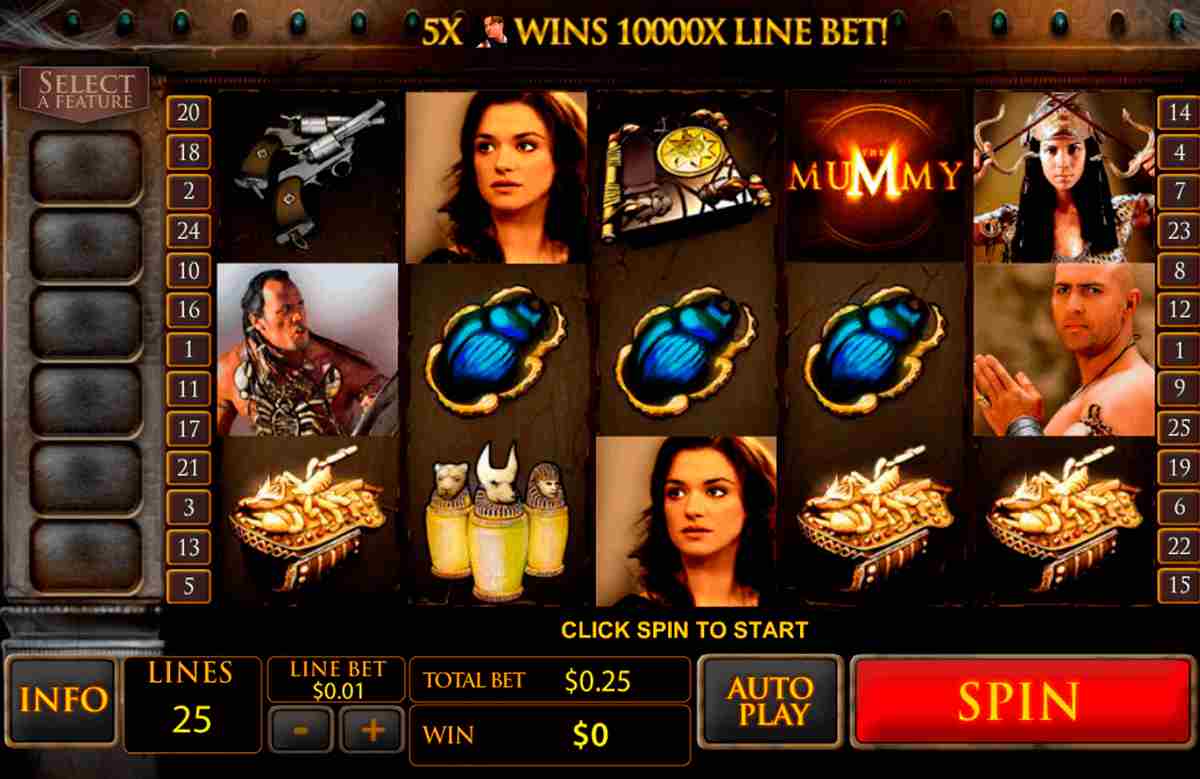 5X WINS 10000X LINE BET!
SELECT
A FEATURE
20
18
2
24
10
16
1
11
17
21
3
13
5
THE
MUMMY
14
4
7
23
8
12
1
9
25
19
6
22
15
CLICK SPIN TO START
INFO
LINES
25
LINE BET
$0.01
-
+
TOTAL BET $0.25
WIN $0
AUTO
PLAY
SPIN